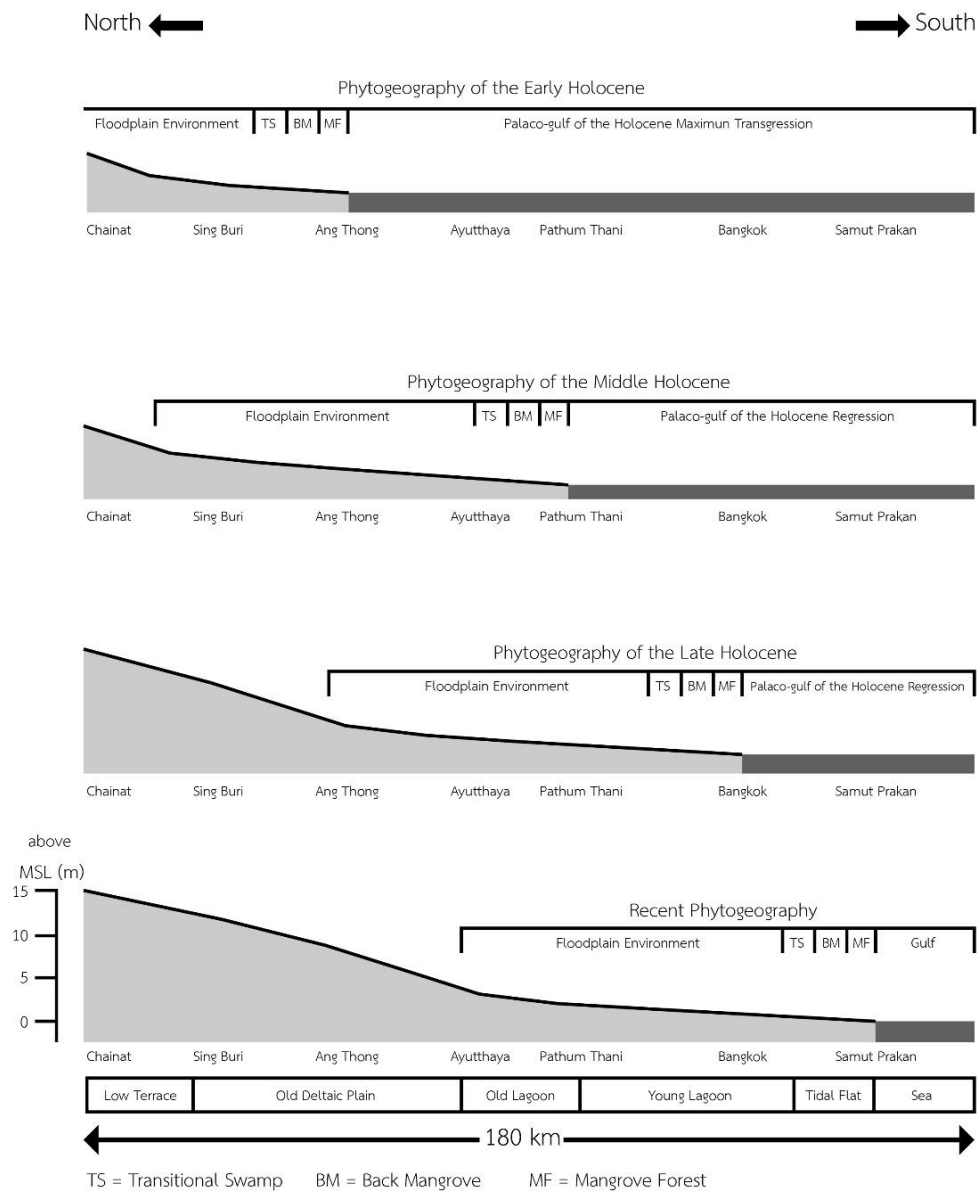 North South
Phytogeography of the Early Holocene
Floodplain Environment TS BM MF Palaco-gulf of the Holocene Maximun Transgression
Chainat Sing Buri Ang Thong Ayutthaya Pathum Thani Bangkok Samut Prakan
Phytogeography of the Middle Holocene
Floodplain Environment TS BM MF Palaco-gulf of the Holocene Regression
Chainat Sing Buri Ang Thong Ayutthaya Pathum Thani Bangkok Samut Prakan
Phytogeography of the Late Holocene
Floodplain Environment TS BM MF Palaco-gulf of the Holocene Regression
Chainat Sing Buri Ang Thong Ayutthaya Pathum Thani Bangkok Samut Prakan
above
MSL (m)
15
10
5
0
Recent Phytogeography
Floodplain Environment TS BM MF Gulf
Chainat Sing Buri Ang Thong Ayutthaya Pathum Thani Bangkok Samut Prakan
Low Terrace Old Deltaic Plain Old Lagoon Young Lagoon Tidal Flat Sea
180 km
TS = Transitional Swamp BM = Back Mangrove MF = Mangrove Forest